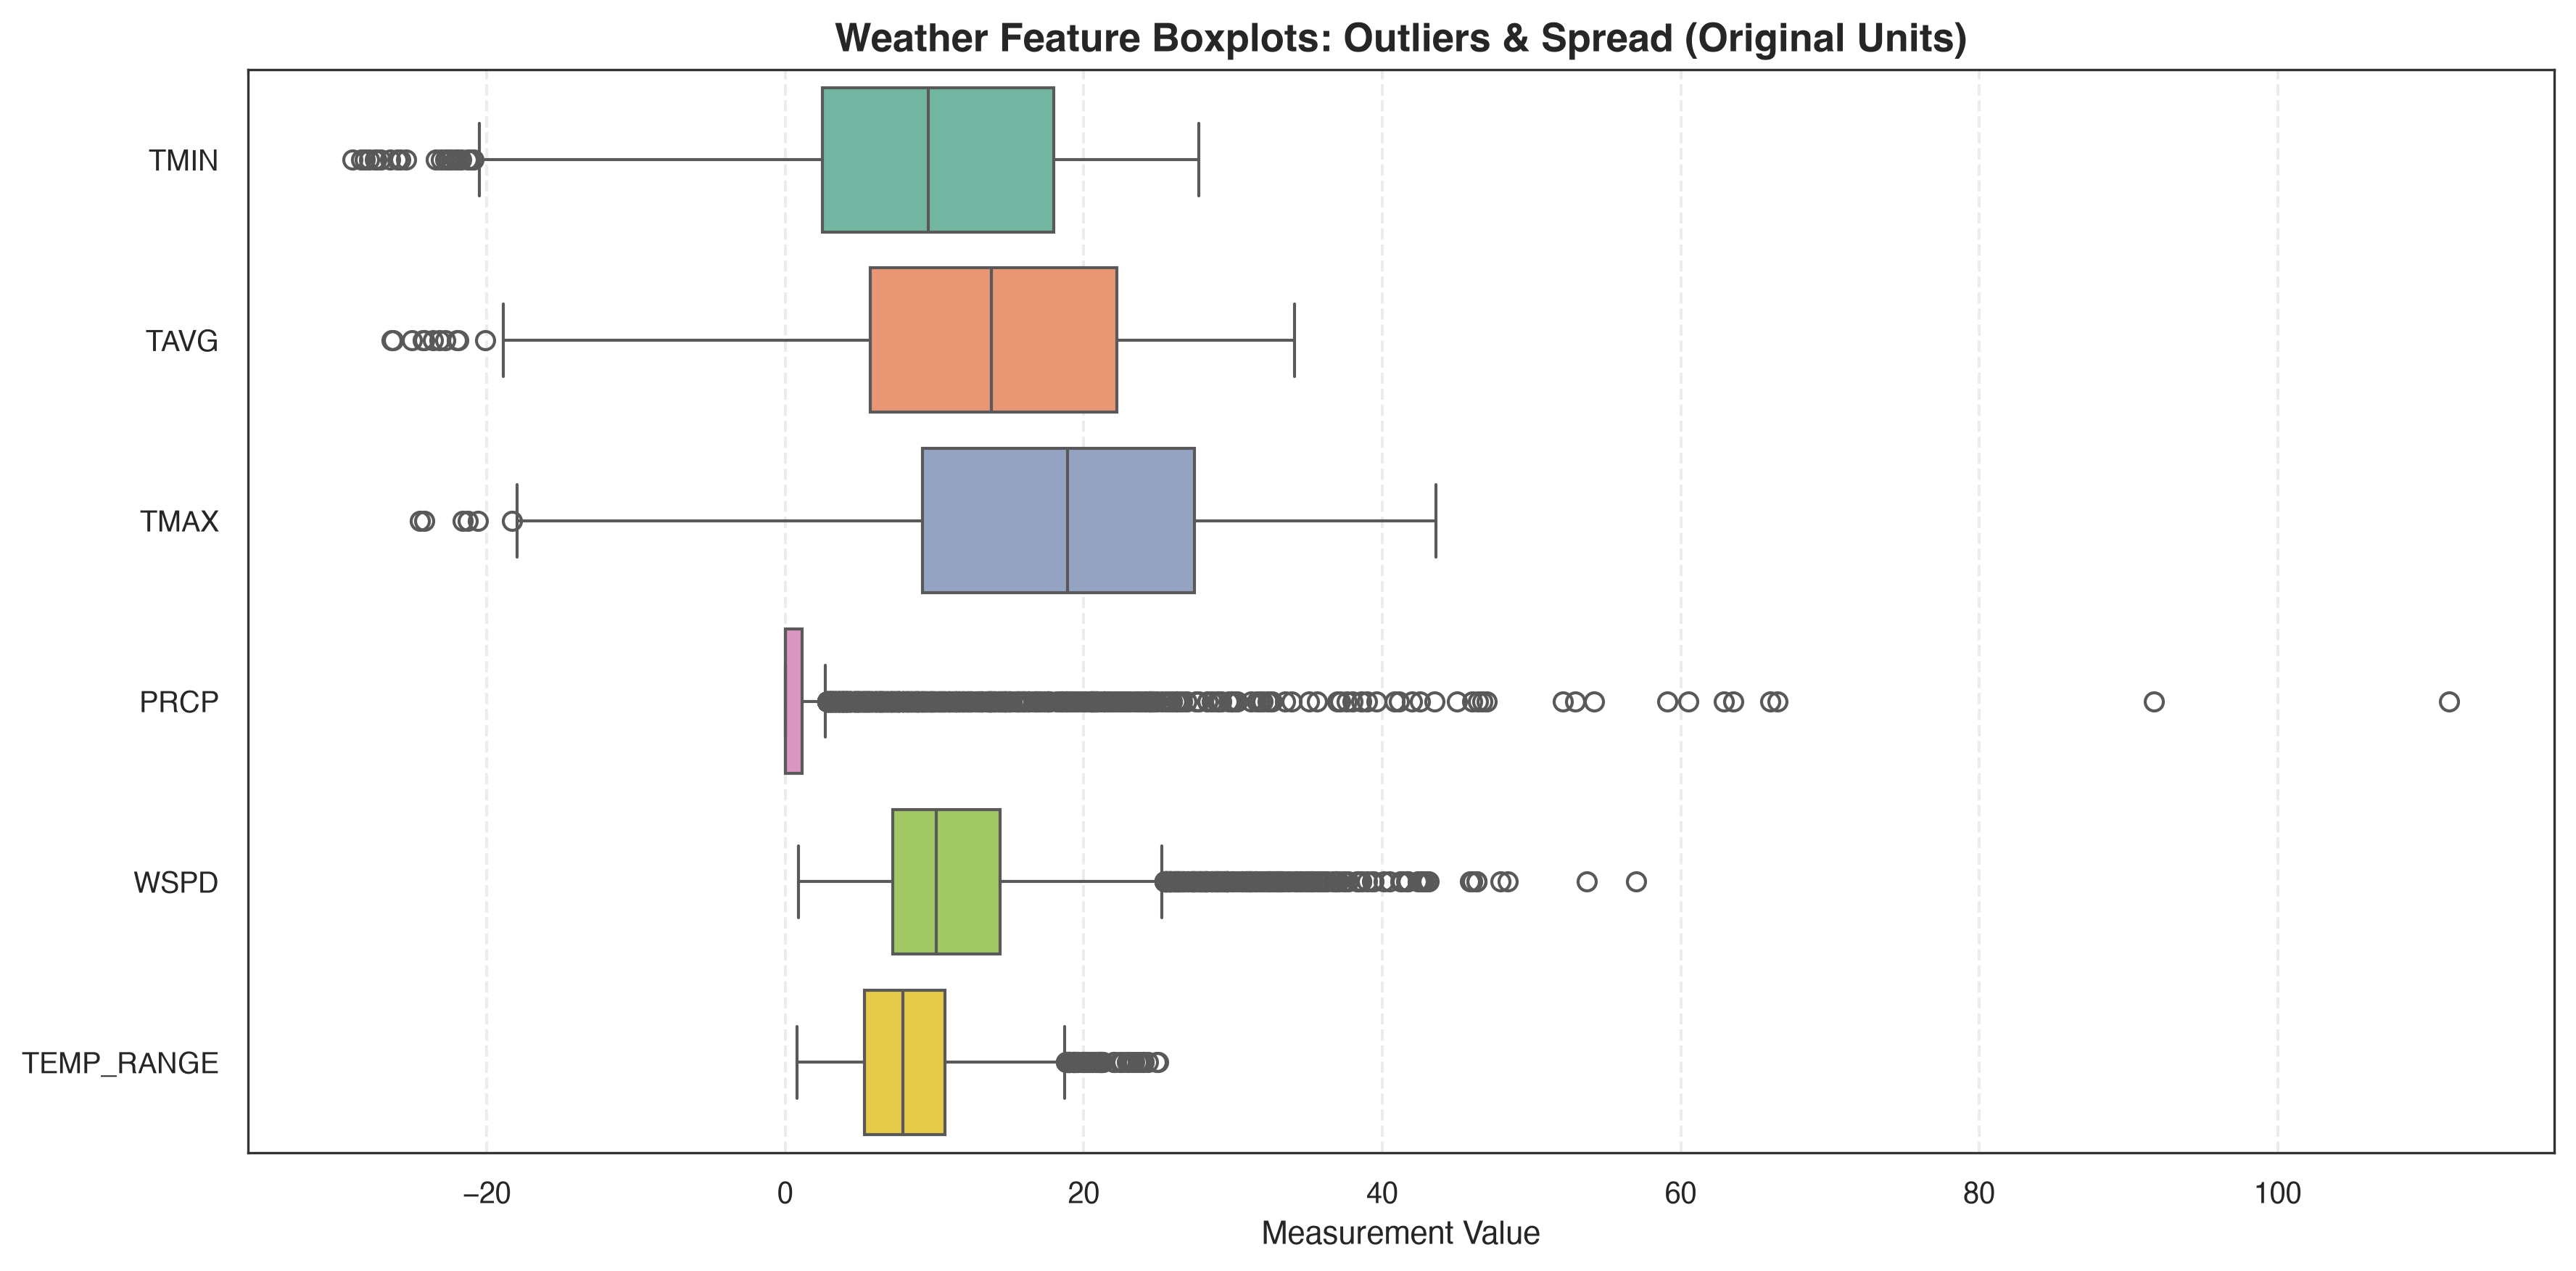 Weather Feature Boxplots: Outliers & Spread (Original Units)
TMIN
TAVG
TMAX
PRCP
WSPD
TEMP_RANGE
−20 0 20 40 60 80 100
Measurement Value